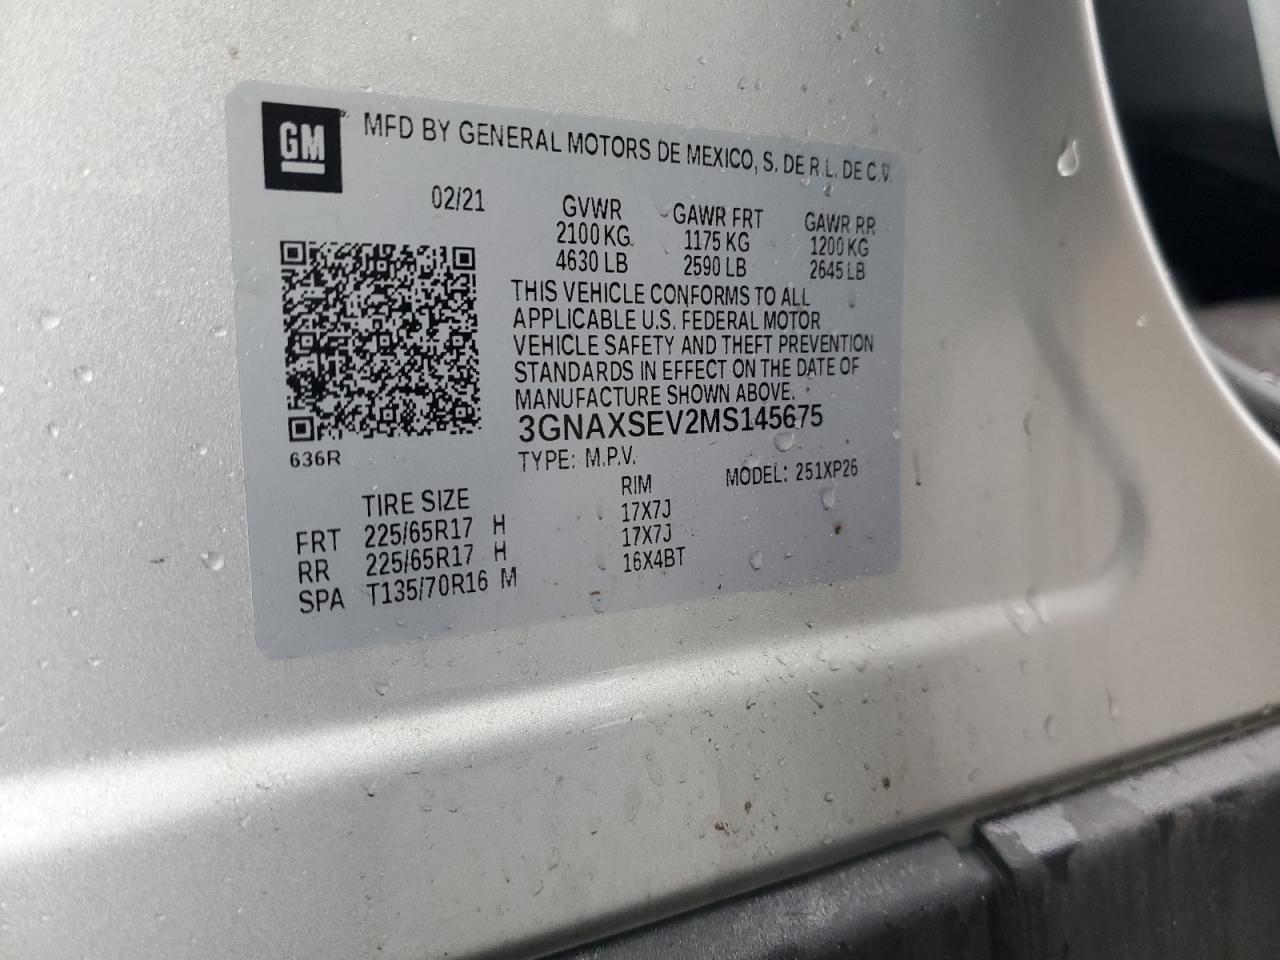 GM
MFD BY GENERAL MOTORS DE MEXICO, S. DE R.L. DE C.V.
02/21
GVWR GAWR FRT GAWR RR
2100 KG 1175 KG 1200 KG
4630 LB 2590 LB 2645 LB
THIS VEHICLE CONFORMS TO ALL
APPLICABLE U.S. FEDERAL MOTOR
VEHICLE SAFETY AND THEFT PREVENTION
STANDARDS IN EFFECT ON THE DATE OF
MANUFACTURE SHOWN ABOVE.
3GNAXSEV2MS145675
636R
TYPE: M.P.V. MODEL: 251XP26
TIRE SIZE RIM
FRT 225/65R17 H 17X7J
RR 225/65R17 H 17X7J
SPA T135/70R16 M 16X4BT